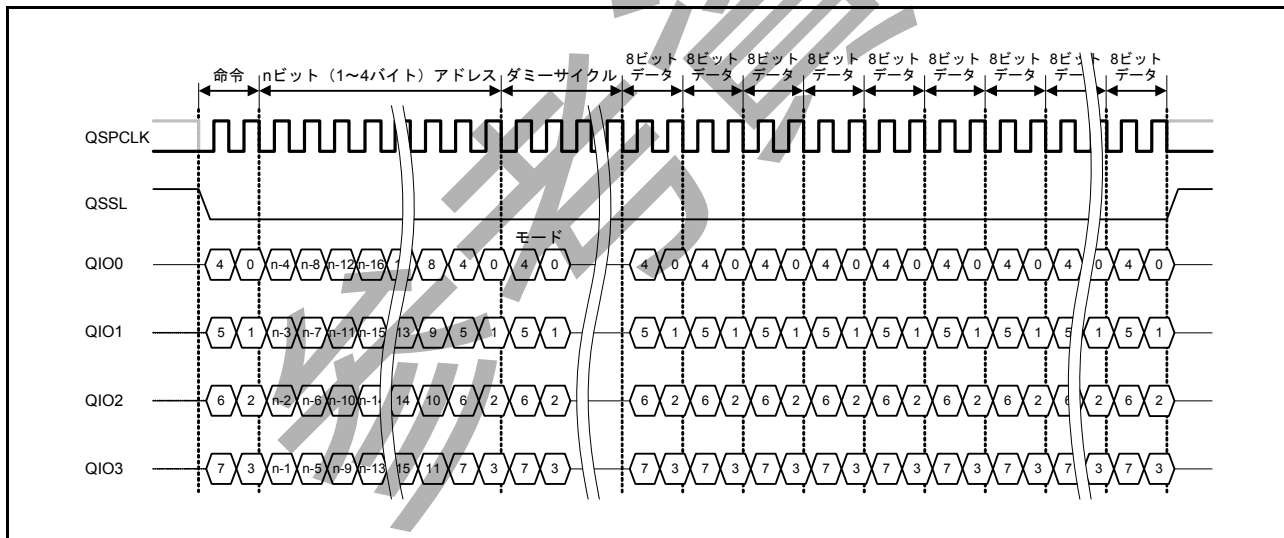 8ビット 8ビット 8ビット 8ビット 8ビット 8ビット 8ビット 8ビット 8ビット
命令 nビット（1～4バイト）アドレス ダミーサイクル データ データ データ データ データ データ データ データ データ
QSPCLK
QSSL
モード
QIO0 4 0 n-4 n-8 n-12 n-16 8 4 0 4 0 4 0 4 0 4 0 4 0 4 0 4 0 4 0 4 0 4 0
QIO1 5 1 n-3 n-7 n-11 n-15 13 9 5 1 5 1 5 1 5 1 5 1 5 1 5 1 5 1 5 1 5 1 5 1
QIO2 6 2 n-2 n-6 n-10 n-14 14 10 6 2 6 2 6 2 6 2 6 2 6 2 6 2 6 2 6 2 6 2 6 2
QIO3 7 3 n-1 n-5 n-9 n-13 15 11 7 3 7 3 7 3 7 3 7 3 7 3 7 3 7 3 7 3 7 3 7 3